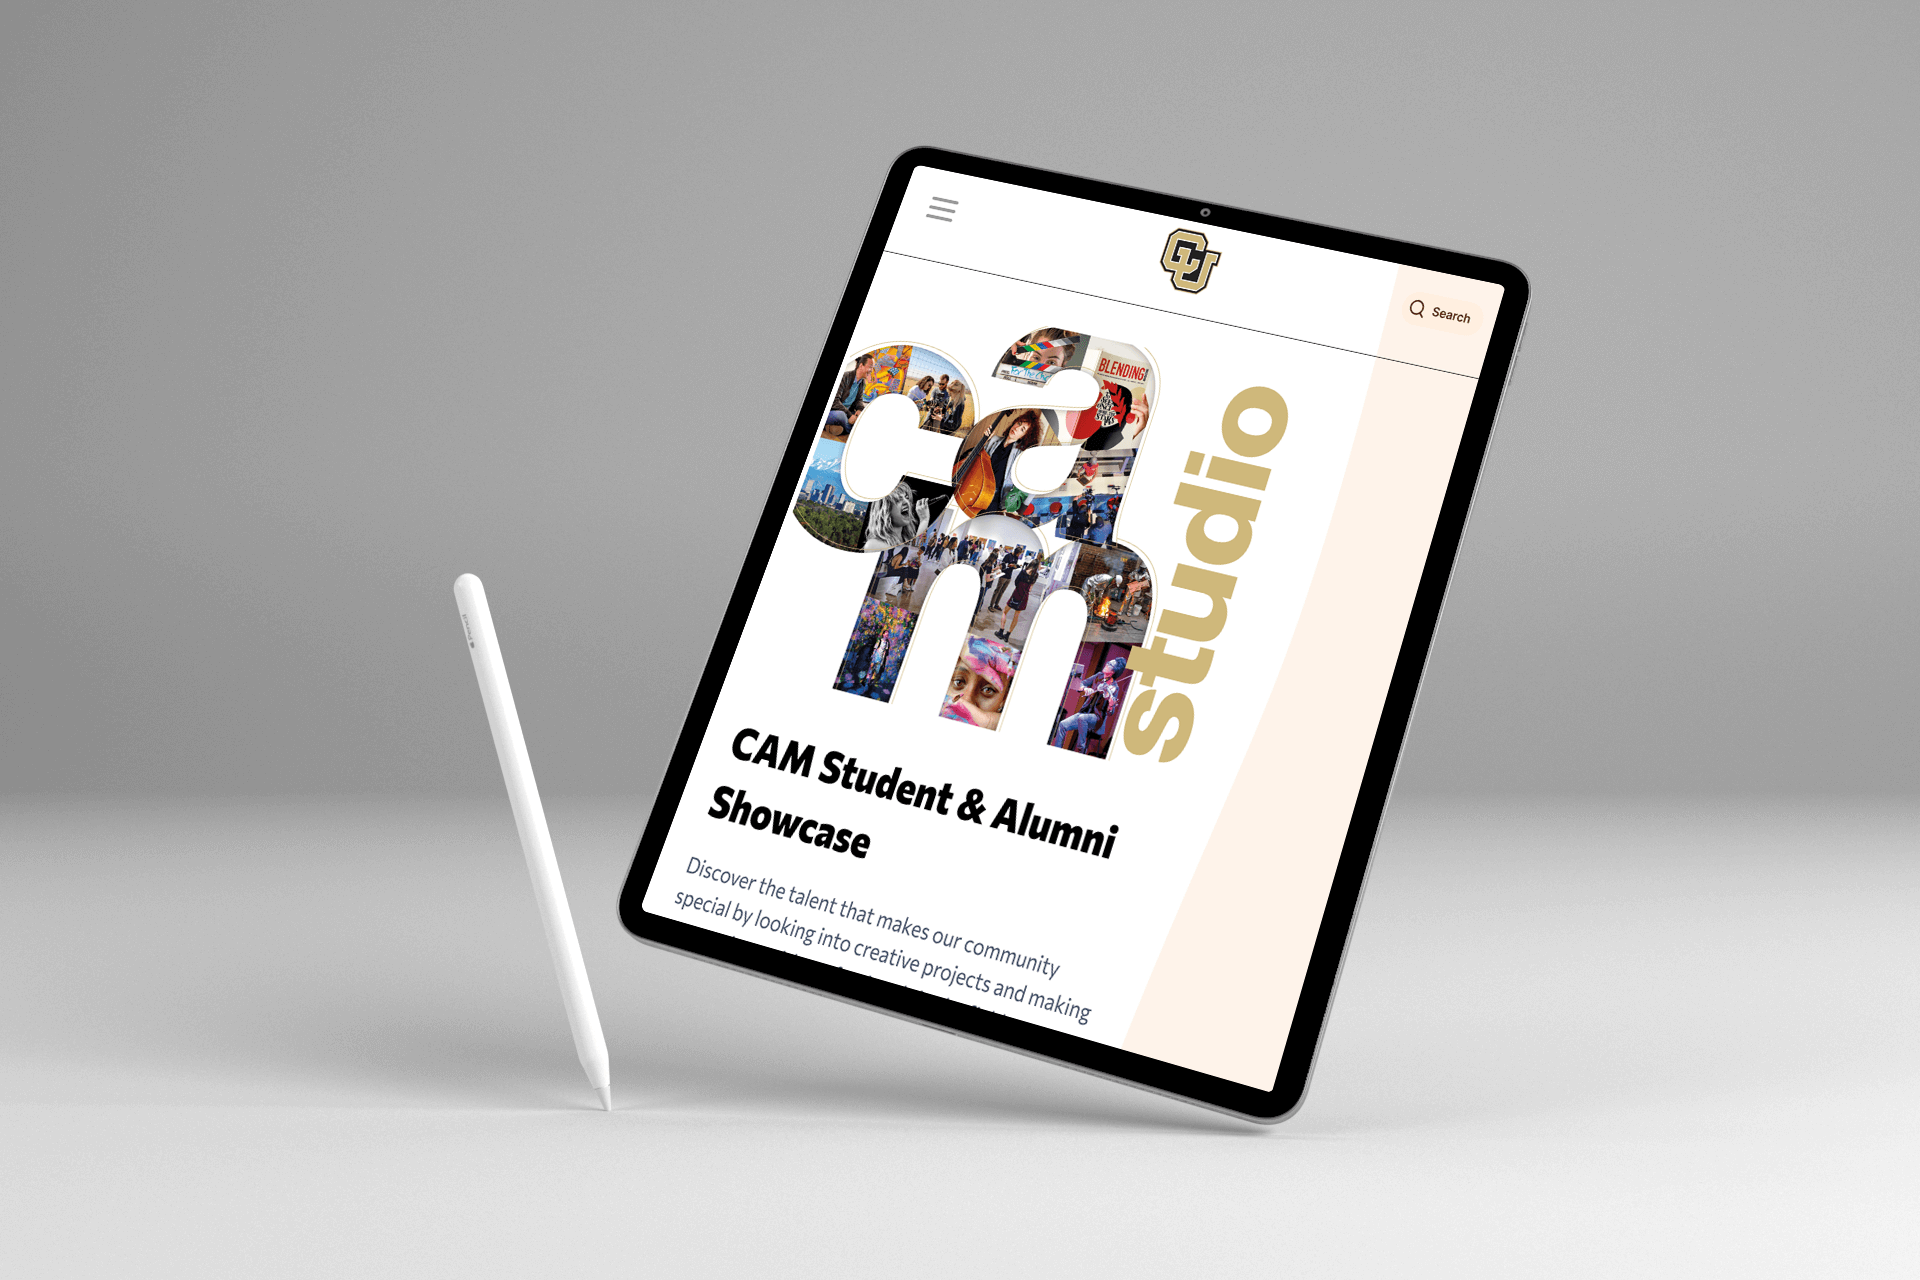 CU
Search
BLENDING!
cam
studio
CAM Student & Alumni
Showcase
Discover the talent that makes our community
special by looking into creative projects and making
Pencil